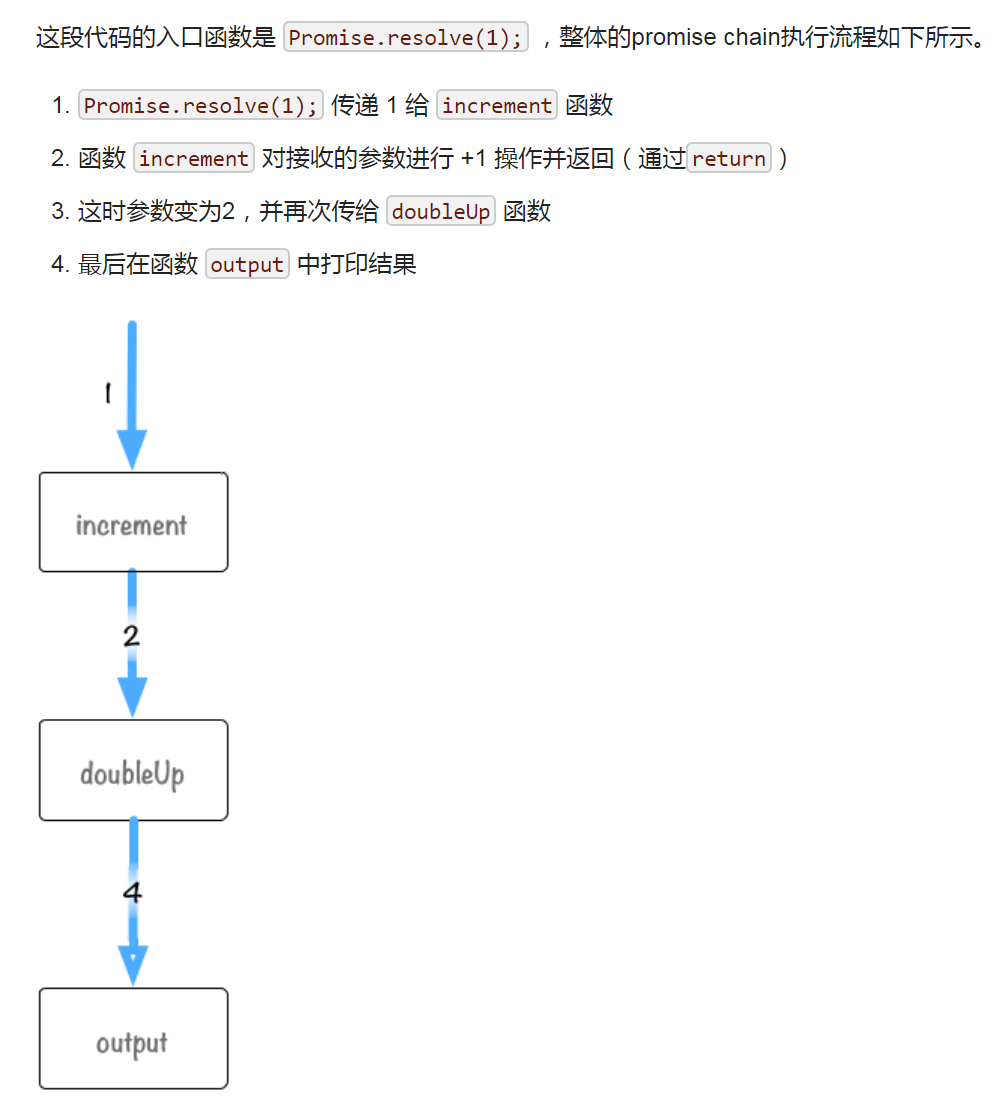 这段代码的入口函数是 Promise.resolve(1); ，整体的promise chain执行流程如下所示。
1. Promise.resolve(1); 传递 1 给 increment 函数
2. 函数 increment 对接收的参数进行 +1 操作并返回（通过return ）
3. 这时参数变为2，并再次传给 doubleUp 函数
4. 最后在函数 output 中打印结果
1
increment
2
doubleUp
4
output